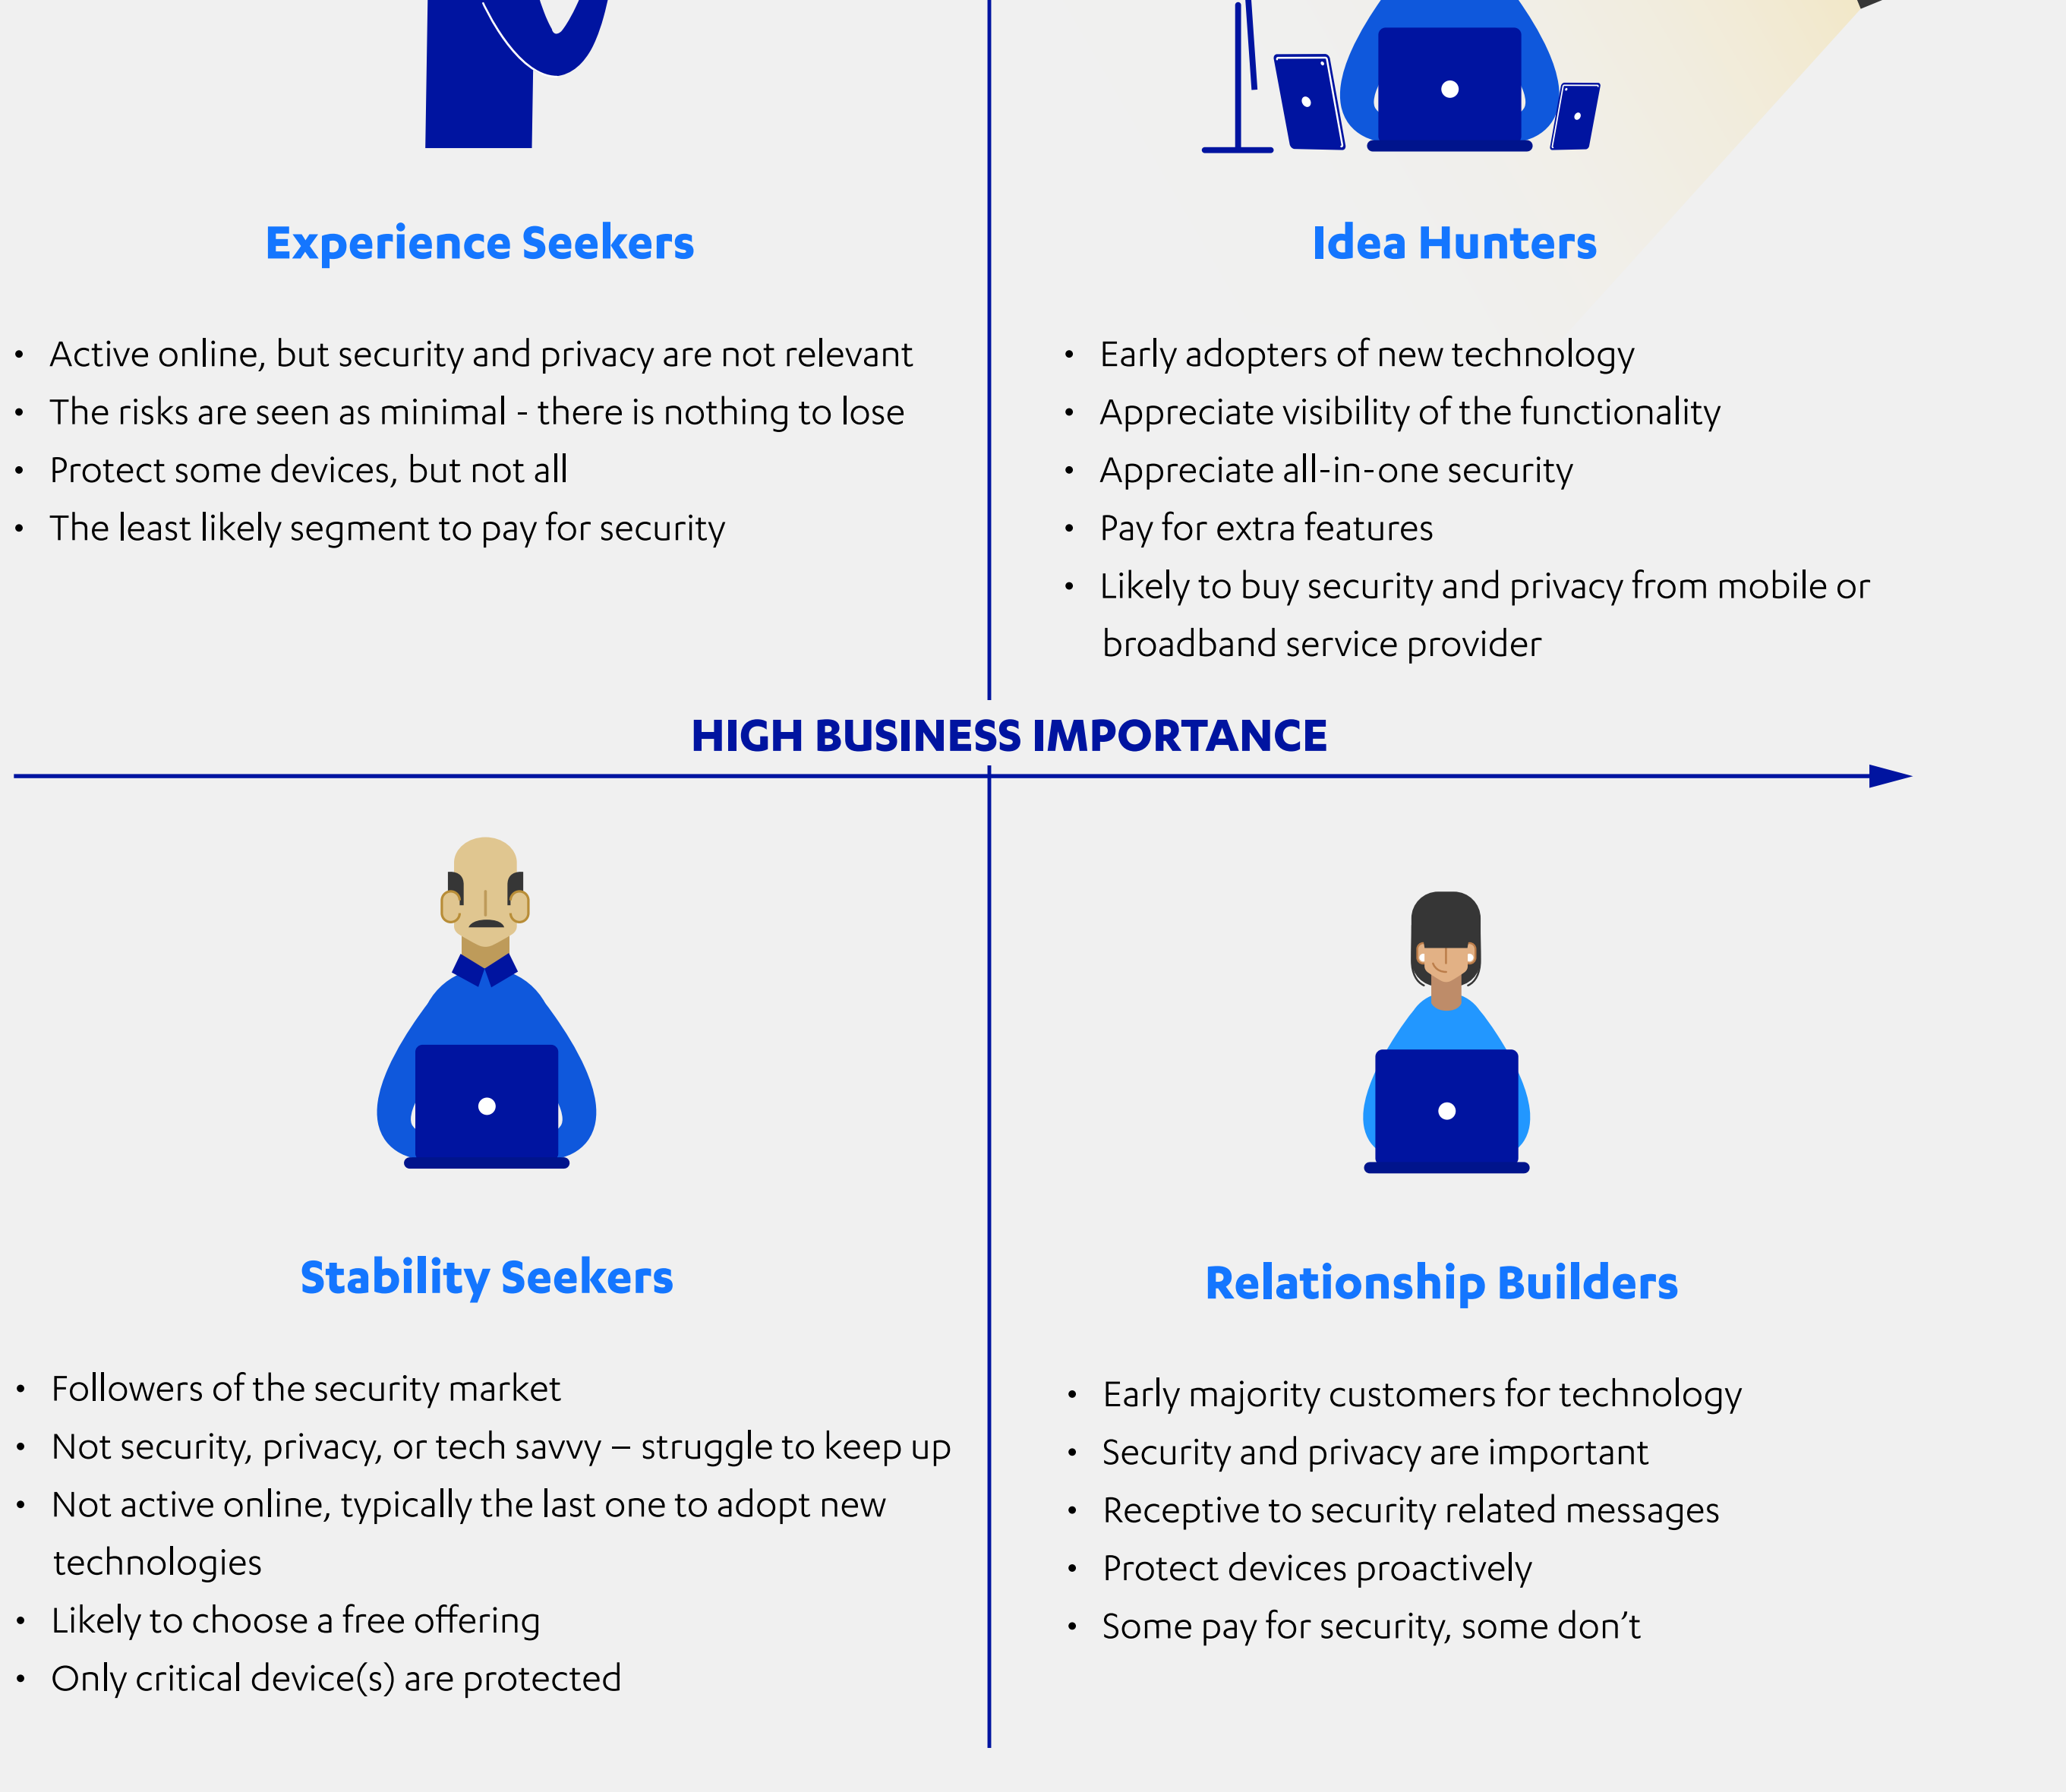 Experience Seekers
• Active online, but security and privacy are not relevant
• The risks are seen as minimal - there is nothing to lose
• Protect some devices, but not all
• The least likely segment to pay for security
Idea Hunters
• Early adopters of new technology
• Appreciate visibility of the functionality
• Appreciate all-in-one security
• Pay for extra features
• Likely to buy security and privacy from mobile or
broadband service provider
HIGH BUSINESS IMPORTANCE
Stability Seekers
• Followers of the security market
• Not security, privacy, or tech savvy – struggle to keep up
• Not active online, typically the last one to adopt new
technologies
• Likely to choose a free offering
• Only critical device(s) are protected
Relationship Builders
• Early majority customers for technology
• Security and privacy are important
• Receptive to security related messages
• Protect devices proactively
• Some pay for security, some don’t